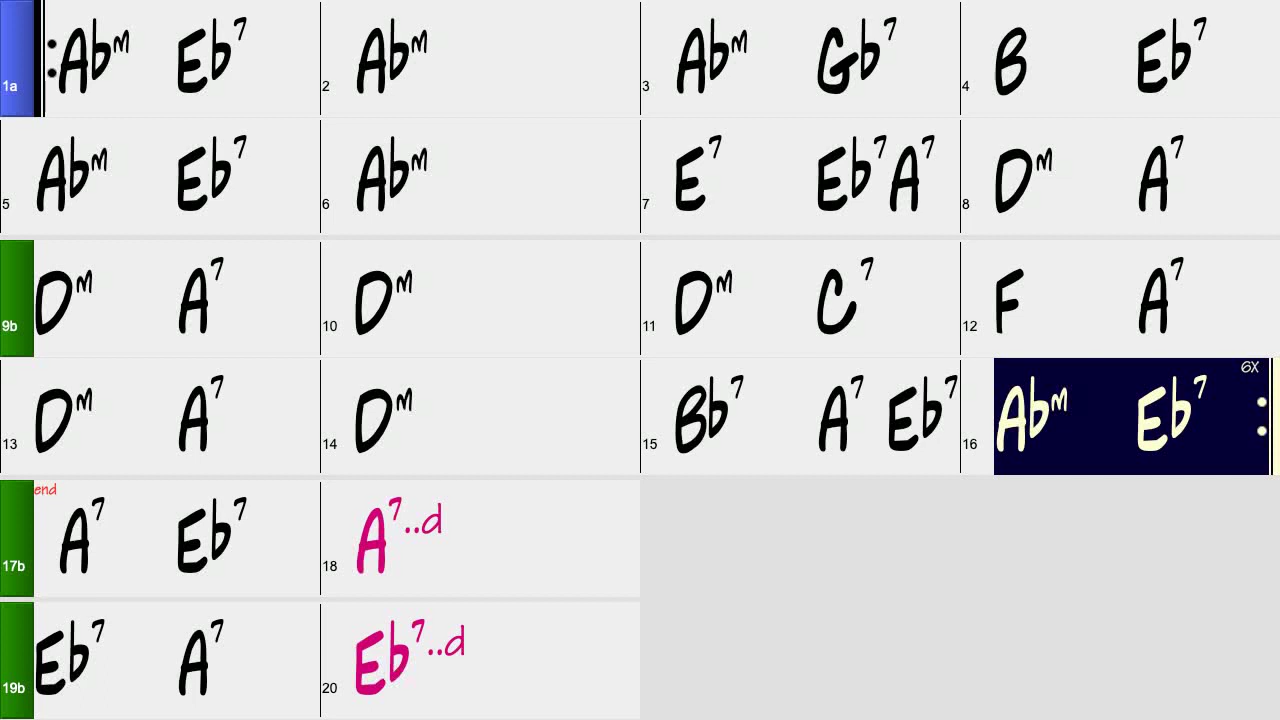 1a :Abm Eb7 2 Abm 3 Abm Gb7 4 B Eb7
5 Abm Eb7 6 Abm 7 E7 Eb7 A7 8 Dm A7
9b Dm A7 10 Dm 11 Dm C7 12 F A7
6X
13 Dm A7 14 Dm 15 Bb7 A7 Eb7 16 Abm Eb7 :
end
17b A7 Eb7 18 A7..d
19b Eb7 A7 20 Eb7..d